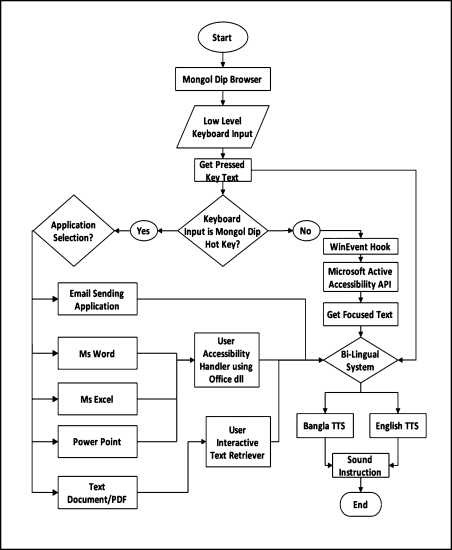 Start
Mongol Dip Browser
Low Level
Keyboard Input
Get Pressed
Key Text
Application
Selection?
Yes
Keyboard
Input is Mongol Dip
Hot Key?
No
WinEvent Hook
Microsoft Active
Accessibility API
Get Focused Text
Email Sending
Application
Ms Word
User
Accessibility
Handler using
Office dll
Bi-Lingual
System
Ms Excel
Power Point
User
Interactive
Text Retriever
Bangla TTS
English TTS
Text
Document/PDF
Sound
Instruction
End